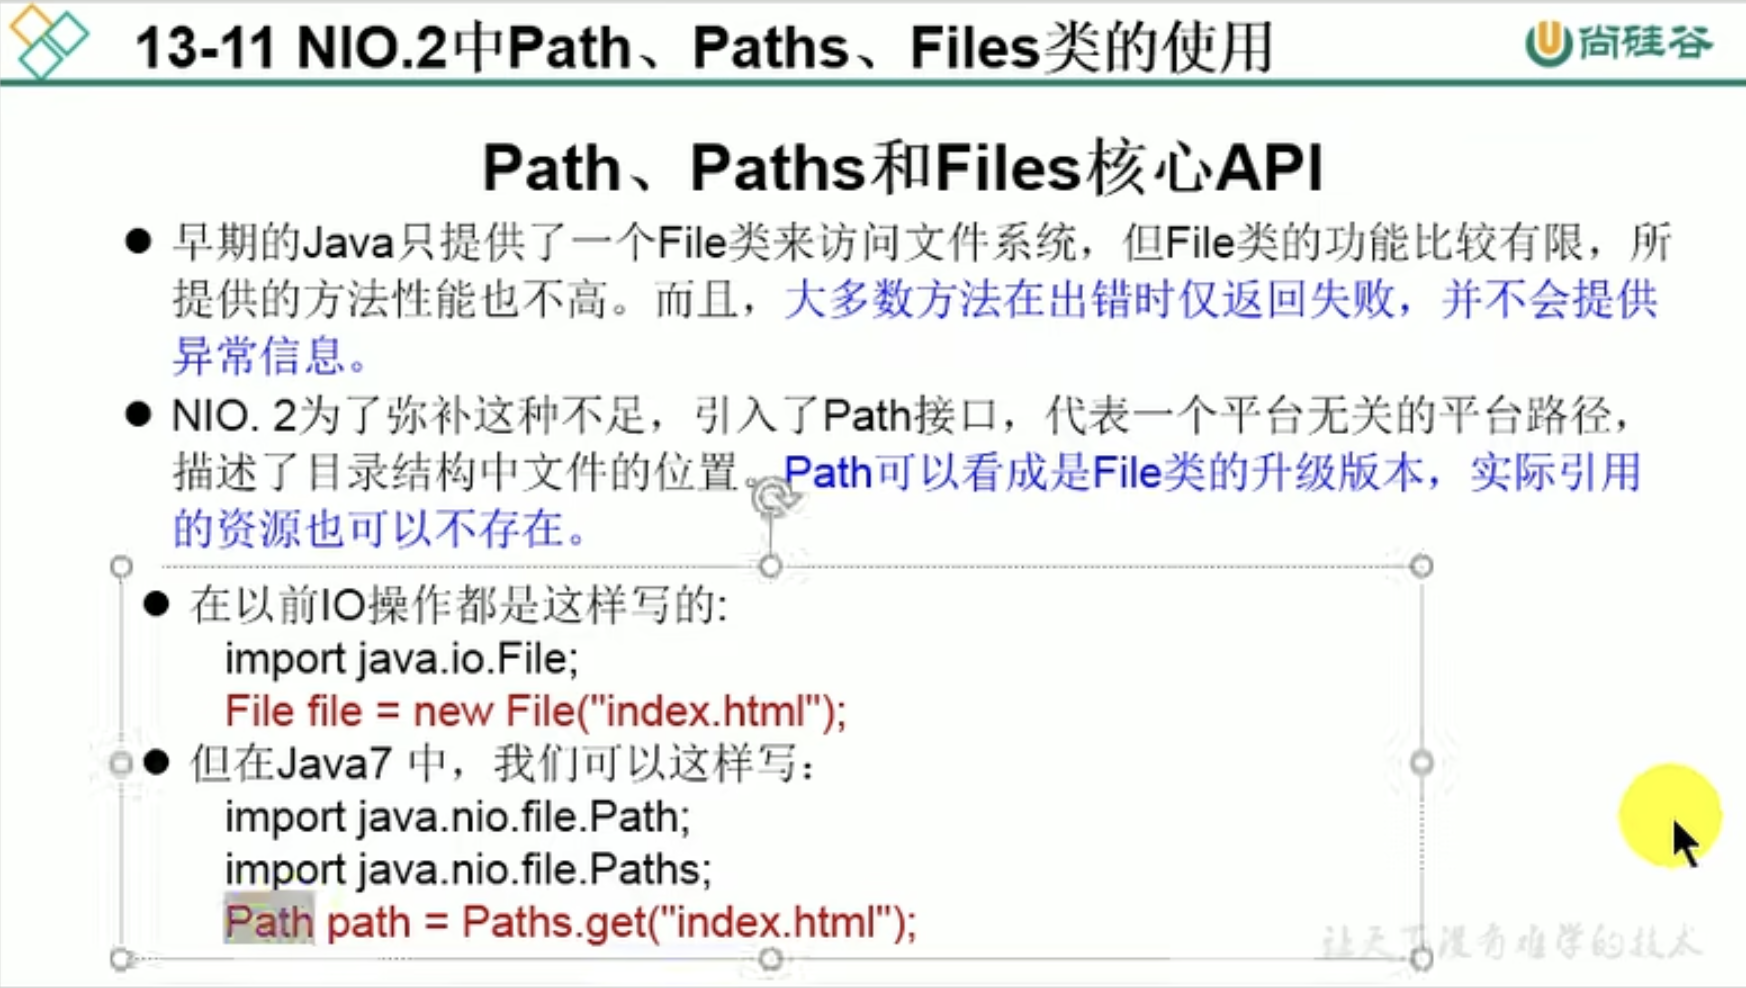 13-11 NIO.2中Path、Paths、Files类的使用
尚硅谷
Path、Paths和Files核心API
● 早期的Java只提供了一个File类来访问文件系统，但File类的功能比较有限，所
提供的方法性能也不高。而且，大多数方法在出错时仅返回失败，并不会提供
异常信息。
● NIO. 2为了弥补这种不足，引入了Path接口，代表一个平台无关的平台路径，
描述了目录结构中文件的位置。Path可以看成是File类的升级版本，实际引用
的资源也可以不存在。
● 在以前IO操作都是这样写的:
import java.io.File;
File file = new File("index.html");
● 但在Java7 中，我们可以这样写：
import java.nio.file.Path;
import java.nio.file.Paths;
Path path = Paths.get("index.html");
让天下没有难学的技术